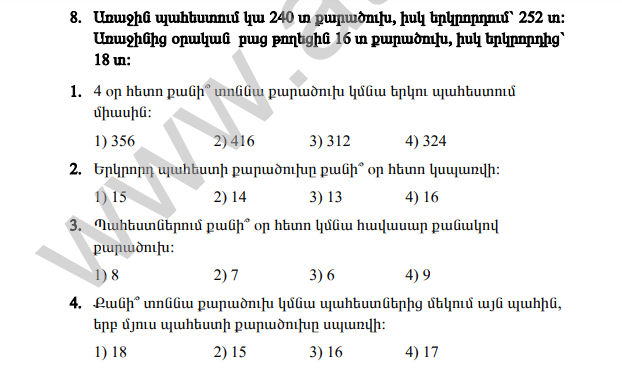 8. Առաջին պահեստում կա 240 տ քարածուխ, իսկ երկրորդում՝ 252 տ:
Առաջինից օրական բաց թողեցին 16 տ քարածուխ, իսկ երկրորդից՝
18 տ:
1. 4 օր հետո քանի՞ տոննա քարածուխ կմնա երկու պահեստում
միասին:
1) 356 2) 416 3) 312 4) 324
2. Երկրորդ պահեստի քարածուխը քանի՞ օր հետո կսպառվի:
1) 15 2) 14 3) 13 4) 16
3. Պահեստներում քանի՞ օր հետո կմնա հավասար քանակով
քարածուխ:
1) 8 2) 7 3) 6 4) 9
4. Քանի՞ տոննա քարածուխ կմնա պահեստներից մեկում այն պահին,
երբ մյուս պահեստի քարածուխը սպառվի:
1) 18 2) 15 3) 16 4) 17
www.a